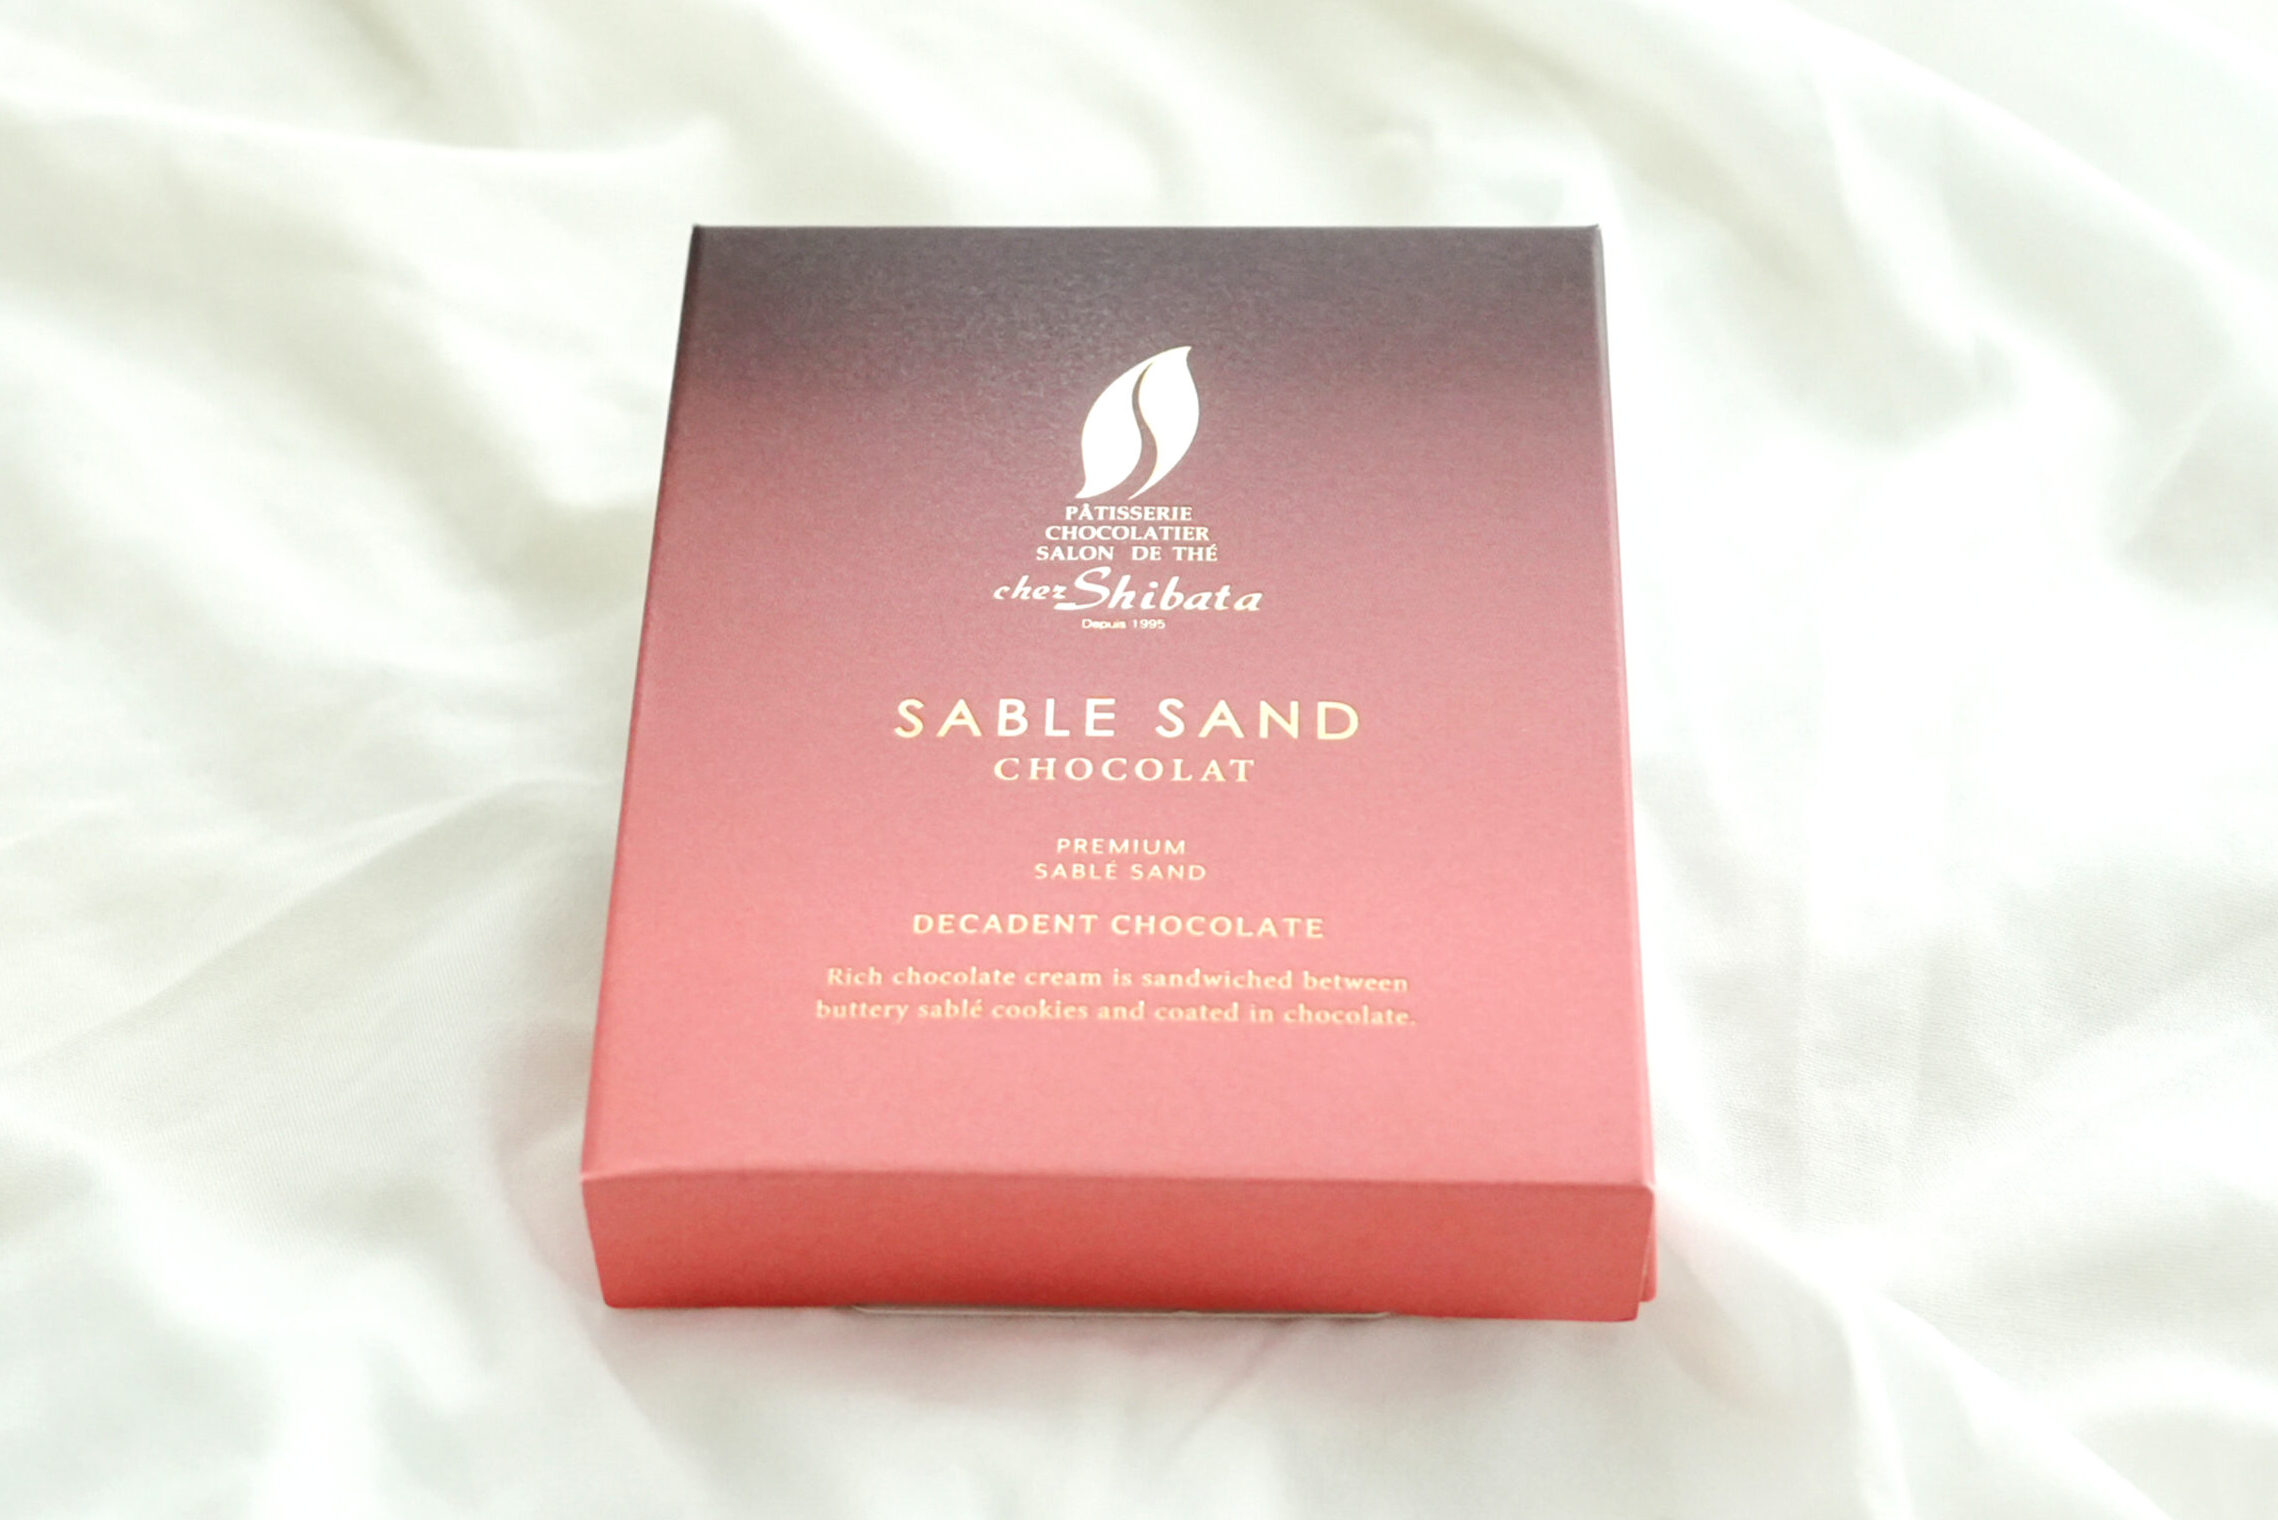 PÂTISSERIE
CHOCOLATIER
SALON DE THÉ
chez Shibata
Depuis 1995
SABLE SAND
CHOCOLAT
PREMIUM
SABLÉ SAND
DECADENT CHOCOLATE
Rich chocolate cream is sandwiched between
buttery sablé cookies and coated in chocolate.